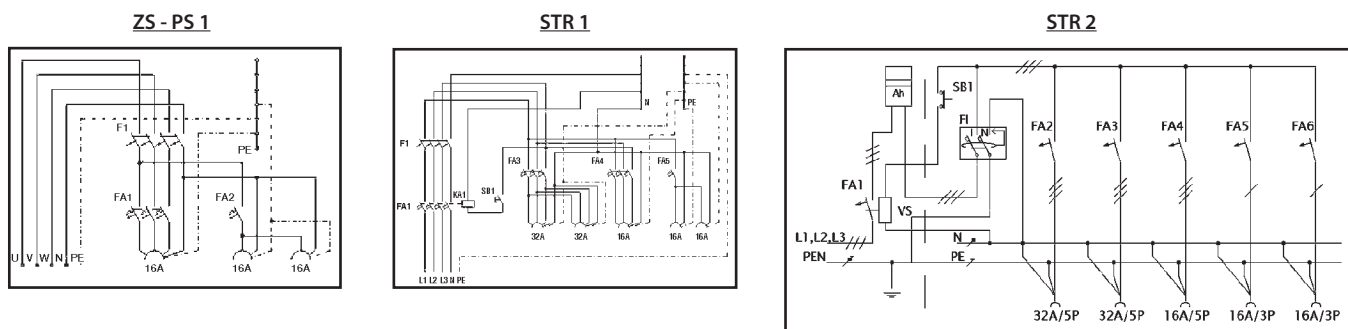 ZS - PS 1
F1
PE
FA1
FA2
U V W N PE
16A
16A
16A
STR 1
N
PE
F1
FA3
FA4
FA5
KA1
SB1
FA1
32A
32A
16A
16A
16A
L1 L2 L3 N PE
STR 2
Ah
SB1
FI
N
FA2
FA3
FA4
FA5
FA6
FA1
VS
L1,L2,L3
N
PEN
PE
32A/5P
32A/5P
16A/5P
16A/3P
16A/3P